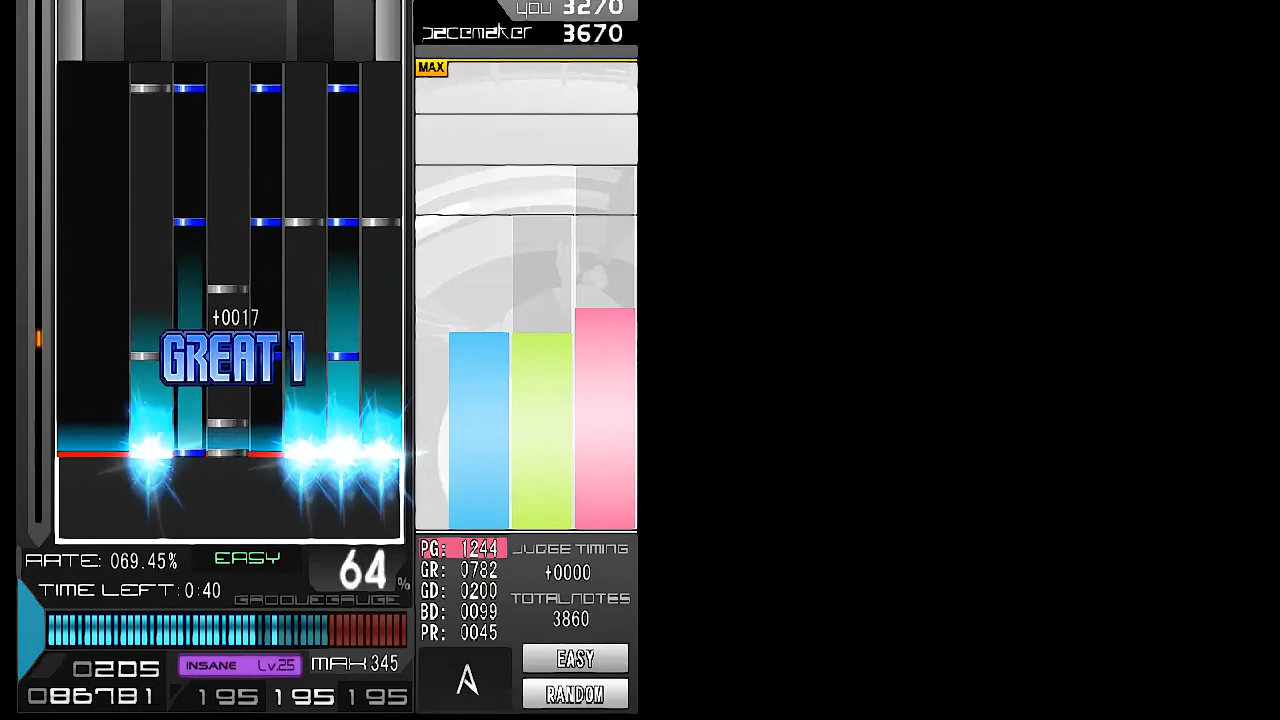 you 3270
pacemaker 3670
MAX
+0017
GREAT 1
RATE: 069.45% EASY 64 %
TIME LEFT: 0:40
GROOVEGAUGE
0205 INSANE Lv.25 MAX 345
086781 195 195 195
PG: 1244 JUDGE TIMING
GR: 0782 +0000
GD: 0200 TOTALNOTES
BD: 0099 3860
PR: 0045
EASY
A
RANDOM